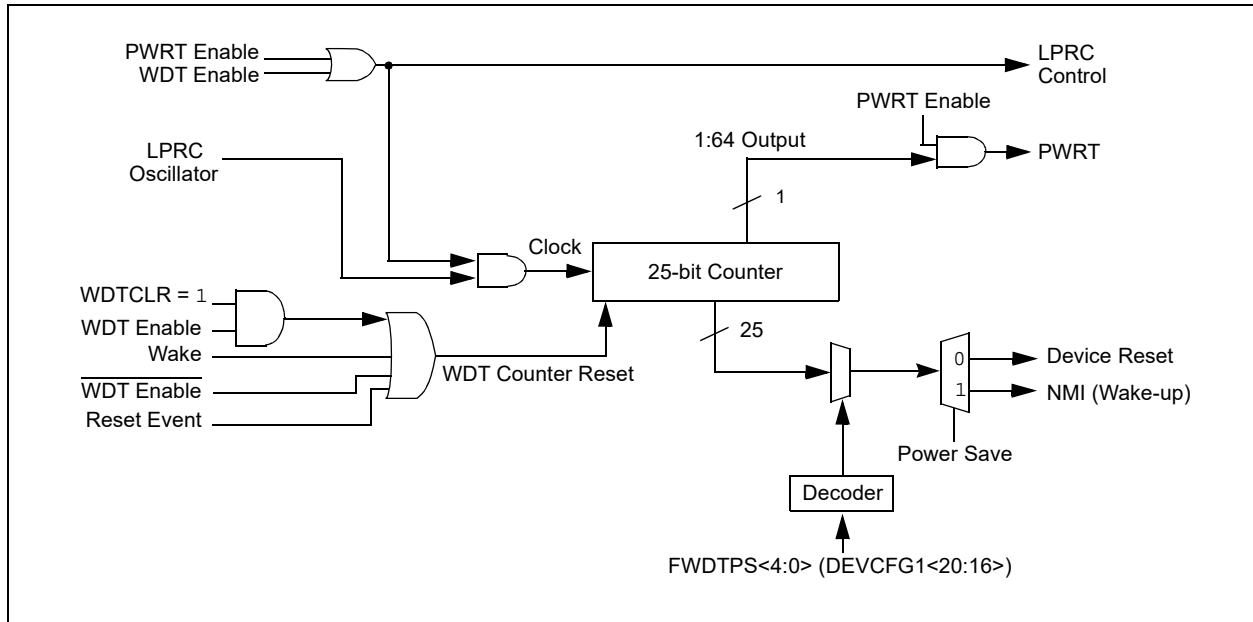 PWRT Enable
WDT Enable
LPRC
Control
PWRT Enable
LPRC
Oscillator
1:64 Output
PWRT
1
Clock
25-bit Counter
WDTCLR = 1
WDT Enable
25
Wake
WDT Counter Reset
0
Device Reset
W̅D̅T̅ ̅E̅n̅a̅b̅l̅e̅
1
NMI (Wake-up)
Reset Event
Power Save
Decoder
FWDTPS<4:0> (DEVCFG1<20:16>)